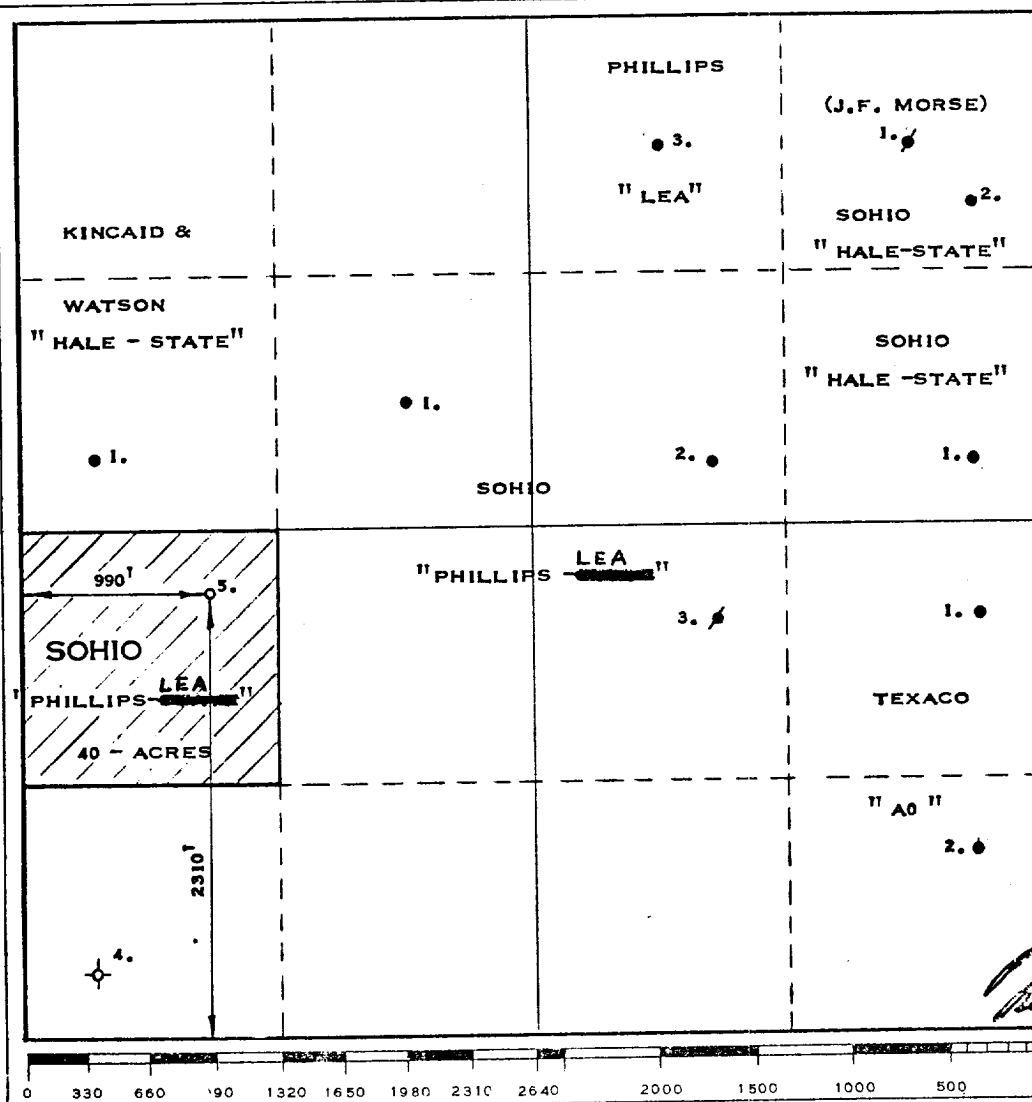 PHILLIPS
(J.F. MORSE)
1.
3.
2.
" LEA "
SOHIO
" HALE-STATE "
KINCAID &
WATSON
" HALE - STATE "
SOHIO
" HALE -STATE "
1.
1.
2.
1.
SOHIO
990'
5.
"PHILLIPS - LEA "
3.
1.
SOHIO
" PHILLIPS- LEA "
TEXACO
40 - ACRES
" AO "
2.
2310'
4.
0 330 660 90 1320 1650 1980 2310 2640 2000 1500 1000 500